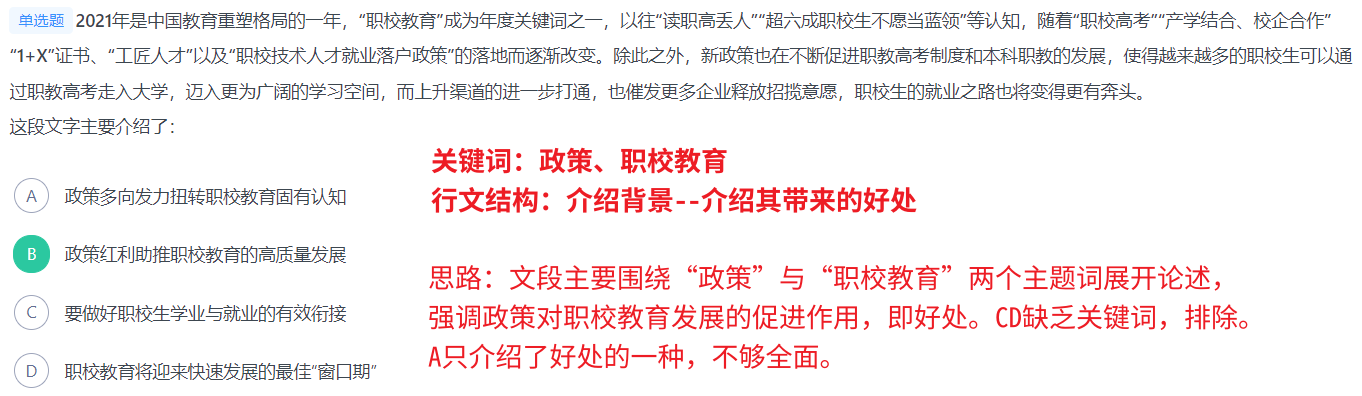 单选题 2021年是中国教育重塑格局的一年，“职校教育”成为年度关键词之一，以往“读职高丢人”“超六成职校生不愿当蓝领”等认知，随着“职校高考”“产学结合、校企合作”
“1+X”证书、“工匠人才”以及“职校技术人才就业落户政策”的落地而逐渐改变。除此之外，新政策也在不断促进职教高考制度和本科职教的发展，使得越来越多的职校生可以通
过职教高考走入大学，迈入更为广阔的学习空间，而上升渠道的进一步打通，也催发更多企业释放招揽意愿，职校生的就业之路也将变得更有奔头。
这段文字主要介绍了：
关键词：政策、职校教育
A 政策多向发力扭转职校教育固有认知
行文结构：介绍背景--介绍其带来的好处
B 政策红利助推职校教育的高质量发展
思路：文段主要围绕“政策”与“职校教育”两个主题词展开论述，
C 要做好职校生学业与就业的有效衔接
强调政策对职校教育发展的促进作用，即好处。CD缺乏关键词，排除。
A只介绍了好处的一种，不够全面。
D 职校教育将迎来快速发展的最佳“窗口期”